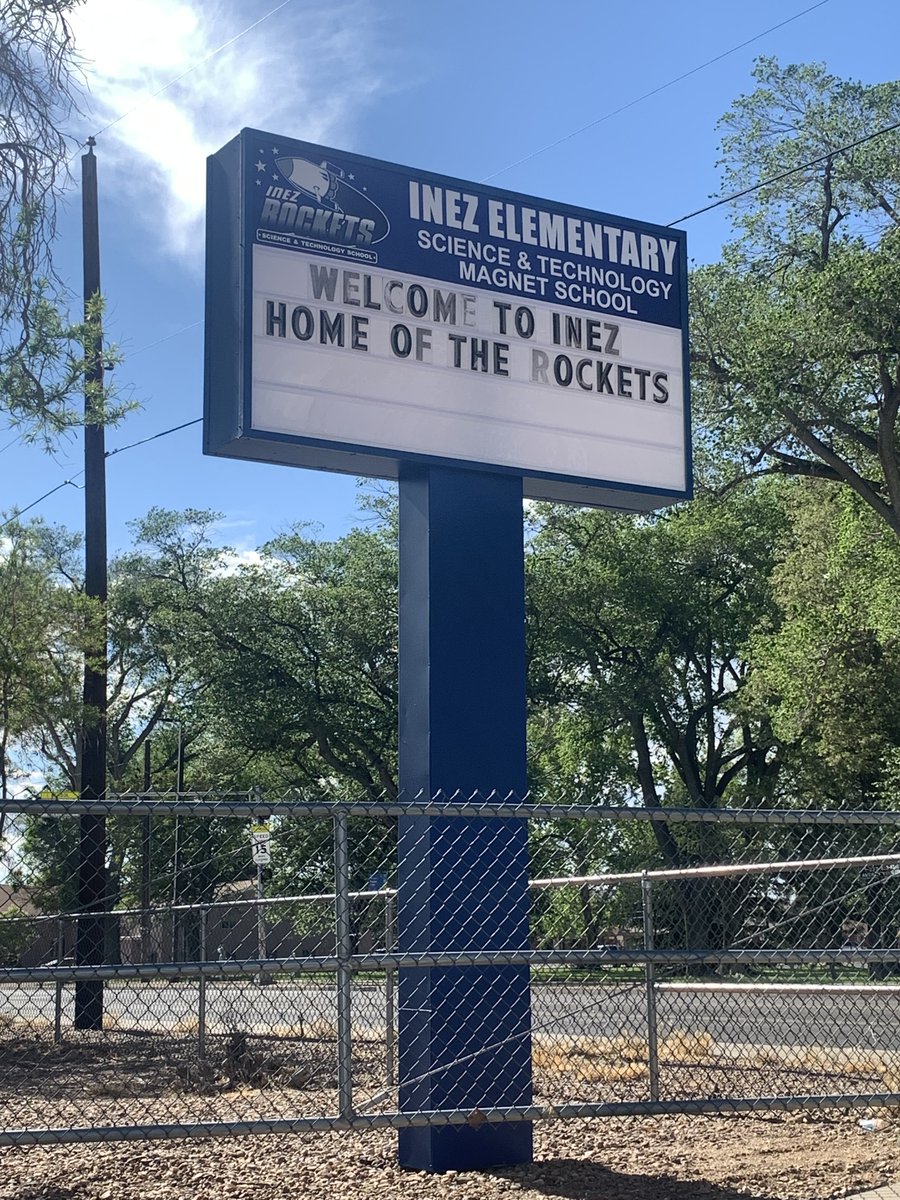 INEZ
ROCKETS
• SCIENCE & TECHNOLOGY SCHOOL •
INEZ ELEMENTARY
SCIENCE & TECHNOLOGY
MAGNET SCHOOL
WELCOME TO INEZ
HOME OF THE ROCKETS
15